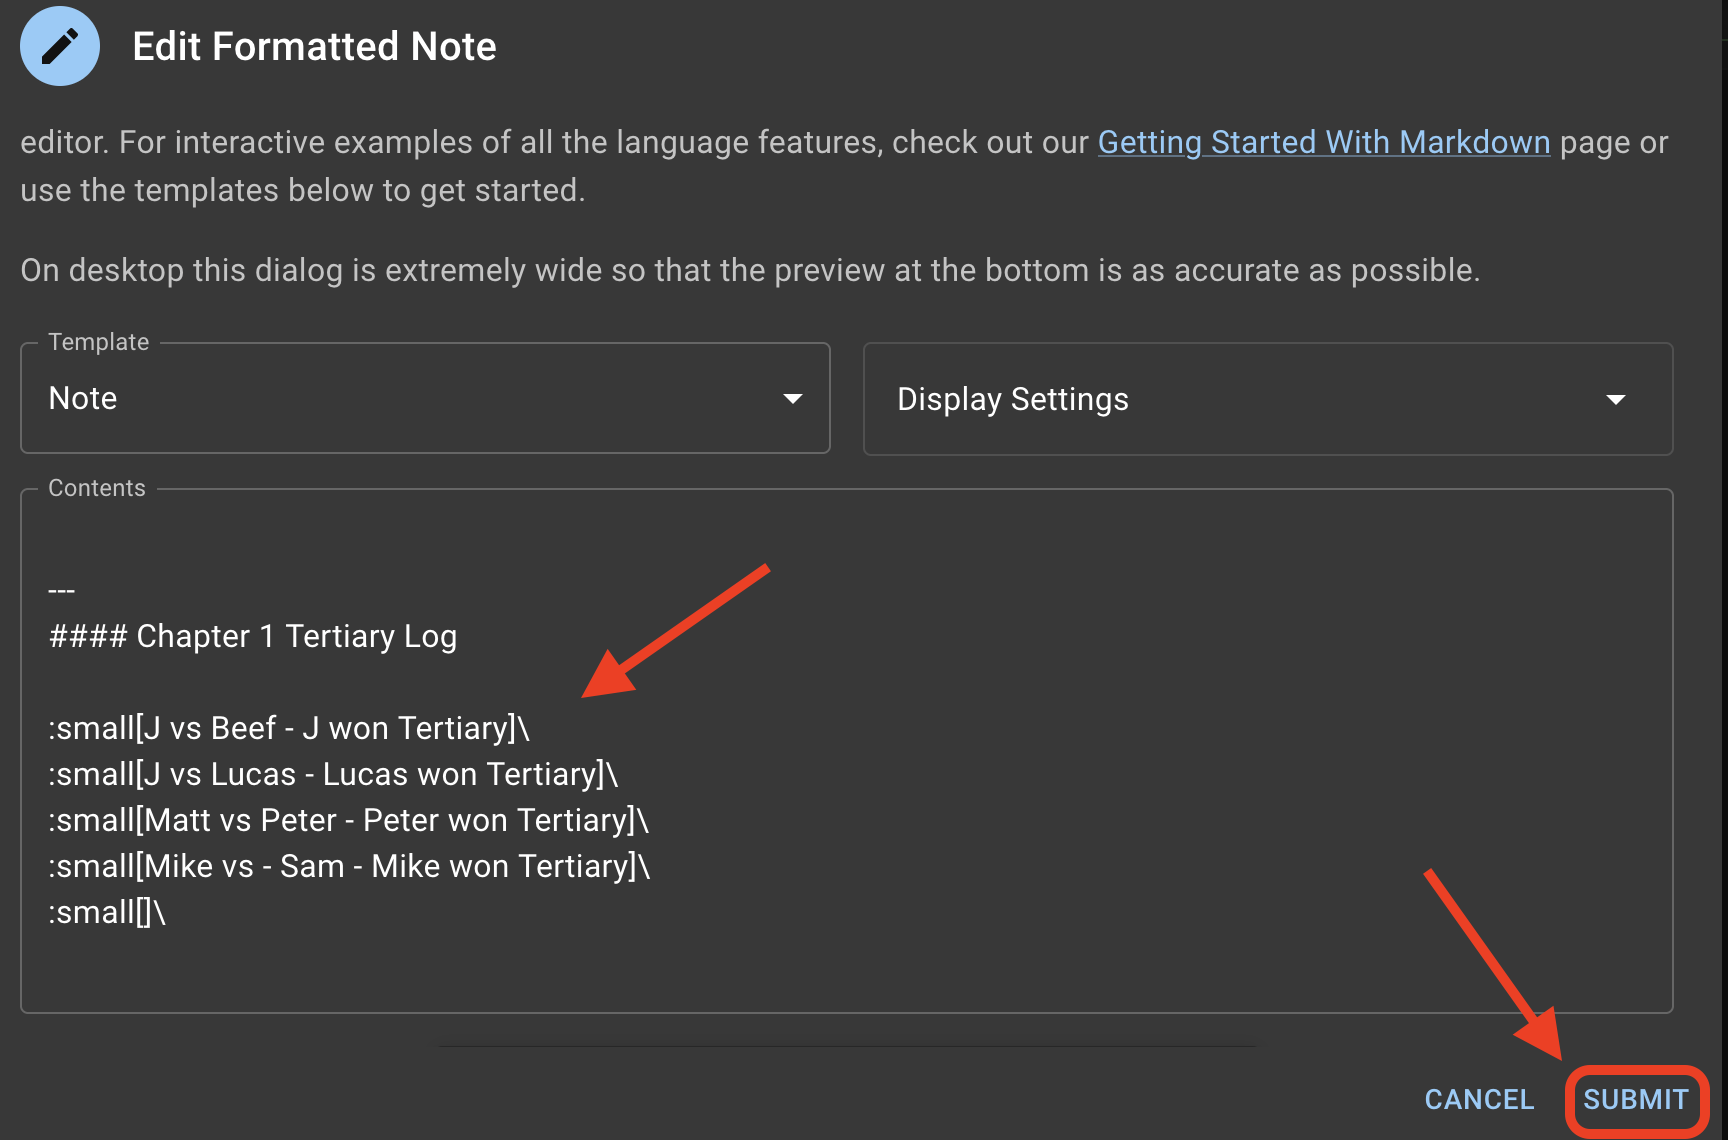 Edit Formatted Note
editor. For interactive examples of all the language features, check out our Getting Started With Markdown page or
use the templates below to get started.
On desktop this dialog is extremely wide so that the preview at the bottom is as accurate as possible.
Template
Note
Display Settings
Contents
---
#### Chapter 1 Tertiary Log
:small[J vs Beef - J won Tertiary]\
:small[J vs Lucas - Lucas won Tertiary]\
:small[Matt vs Peter - Peter won Tertiary]\
:small[Mike vs - Sam - Mike won Tertiary]\
:small[]\
CANCEL
SUBMIT